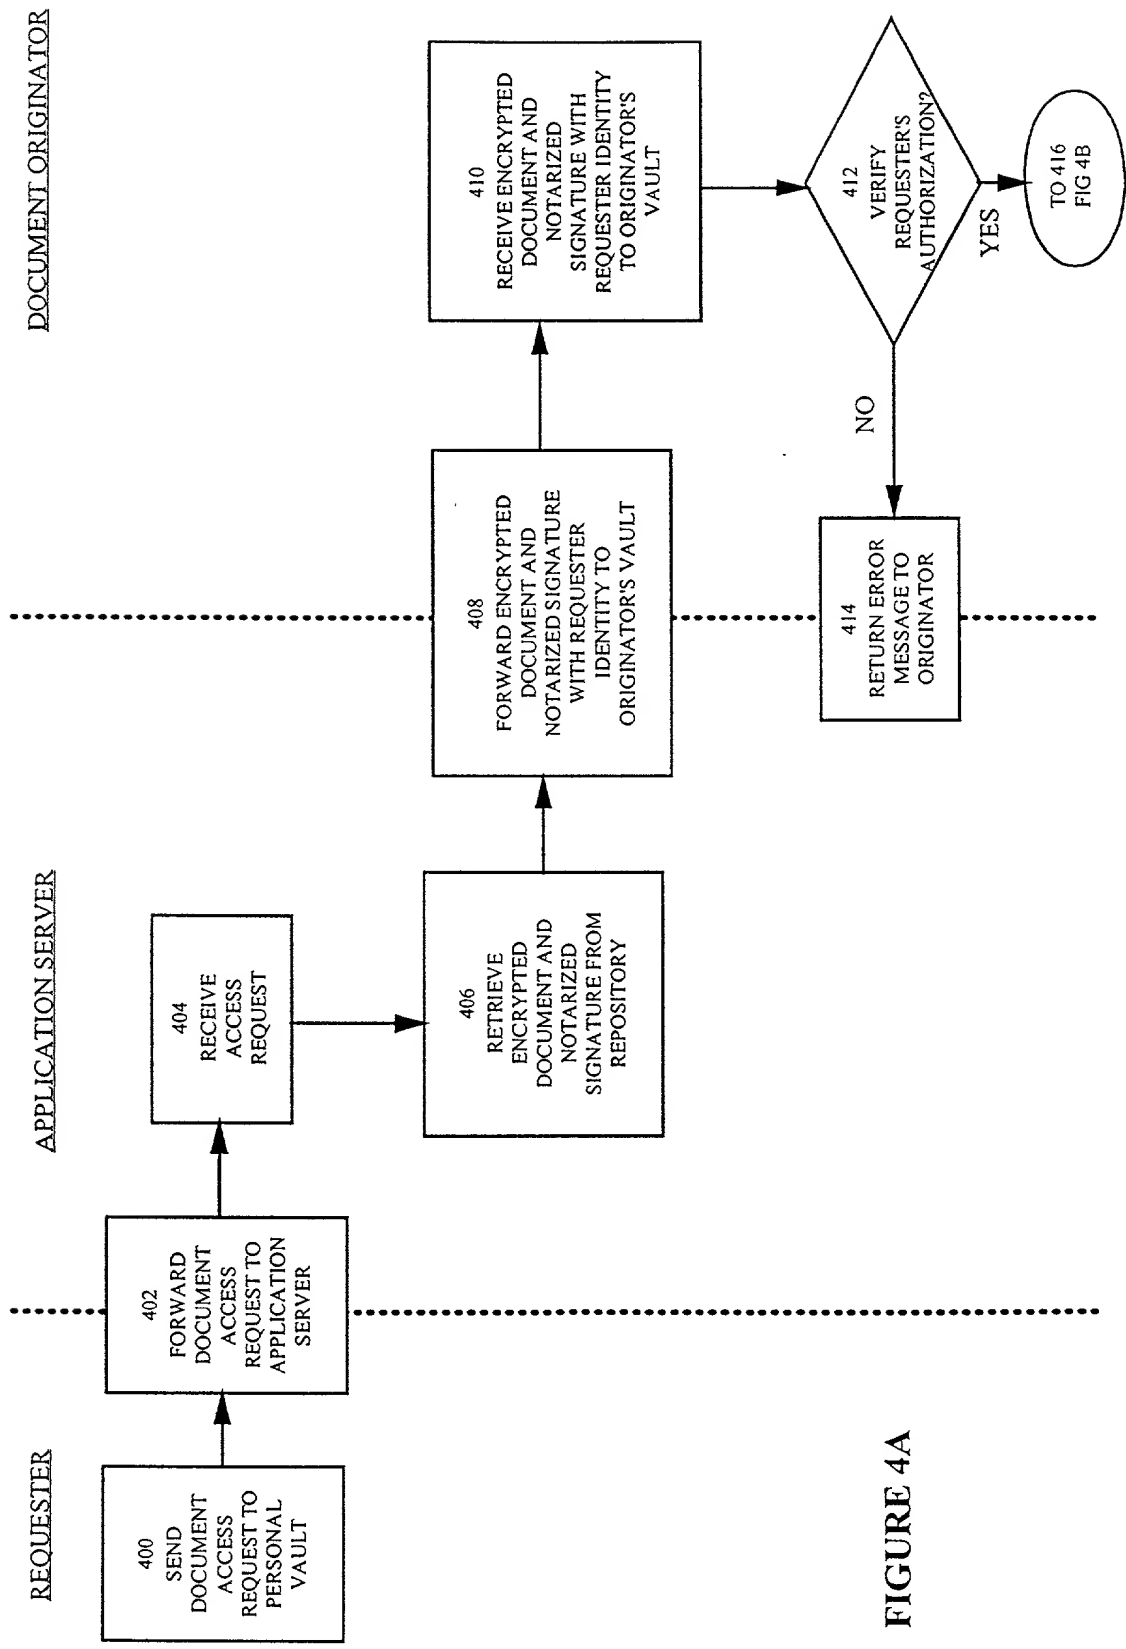 REQUESTER
APPLICATION SERVER
DOCUMENT ORIGINATOR
400
SEND
DOCUMENT
ACCESS
REQUEST TO
PERSONAL
VAULT
402
FORWARD
DOCUMENT
ACCESS
REQUEST TO
APPLICATION
SERVER
404
RECEIVE
ACCESS
REQUEST
406
RETRIEVE
ENCRYPTED
DOCUMENT AND
NOTARIZED
SIGNATURE FROM
REPOSITORY
408
FORWARD ENCRYPTED
DOCUMENT AND
NOTARIZED SIGNATURE
WITH REQUESTER
IDENTITY TO
ORIGINATOR'S VAULT
410
RECEIVE ENCRYPTED
DOCUMENT AND
NOTARIZED
SIGNATURE WITH
REQUESTER IDENTITY
TO ORIGINATOR'S
VAULT
412
VERIFY
REQUESTER'S
AUTHORIZATION?
NO
YES
414
RETURN ERROR
MESSAGE TO
ORIGINATOR
TO 416
FIG 4B
FIGURE 4A